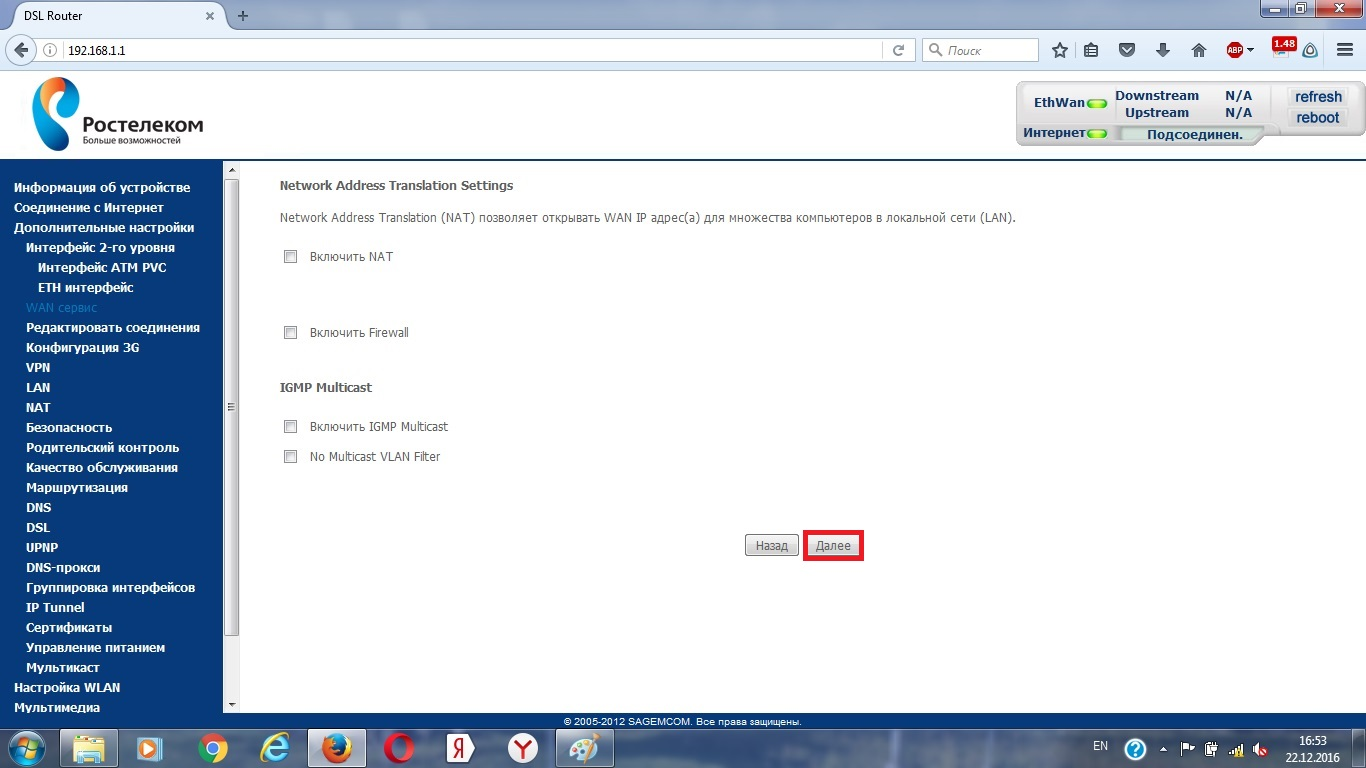 DSL Router
192.168.1.1
Поиск
ABP
1.48
Ростелеком
Больше возможностей
EthWan
Downstream N/A
Upstream N/A
Интернет
Подсоединен.
refresh
reboot
Информация об устройстве
Соединение с Интернет
Дополнительные настройки
Интерфейс 2-го уровня
Интерфейс ATM PVC
ETH интерфейс
WAN сервис
Редактировать соединения
Конфигурация 3G
VPN
LAN
NAT
Безопасность
Родительский контроль
Качество обслуживания
Маршрутизация
DNS
DSL
UPNP
DNS-прокси
Группировка интерфейсов
IP Tunnel
Сертификаты
Управление питанием
Мультикаст
Настройка WLAN
Мультимедиа
Network Address Translation Settings
Network Address Translation (NAT) позволяет открывать WAN IP адрес(а) для множества компьютеров в локальной сети (LAN).
Включить NAT
Включить Firewall
IGMP Multicast
Включить IGMP Multicast
No Multicast VLAN Filter
Назад
Далее
© 2005-2012 SAGEMCOM. Все права защищены.
EN
16:53
22.12.2016